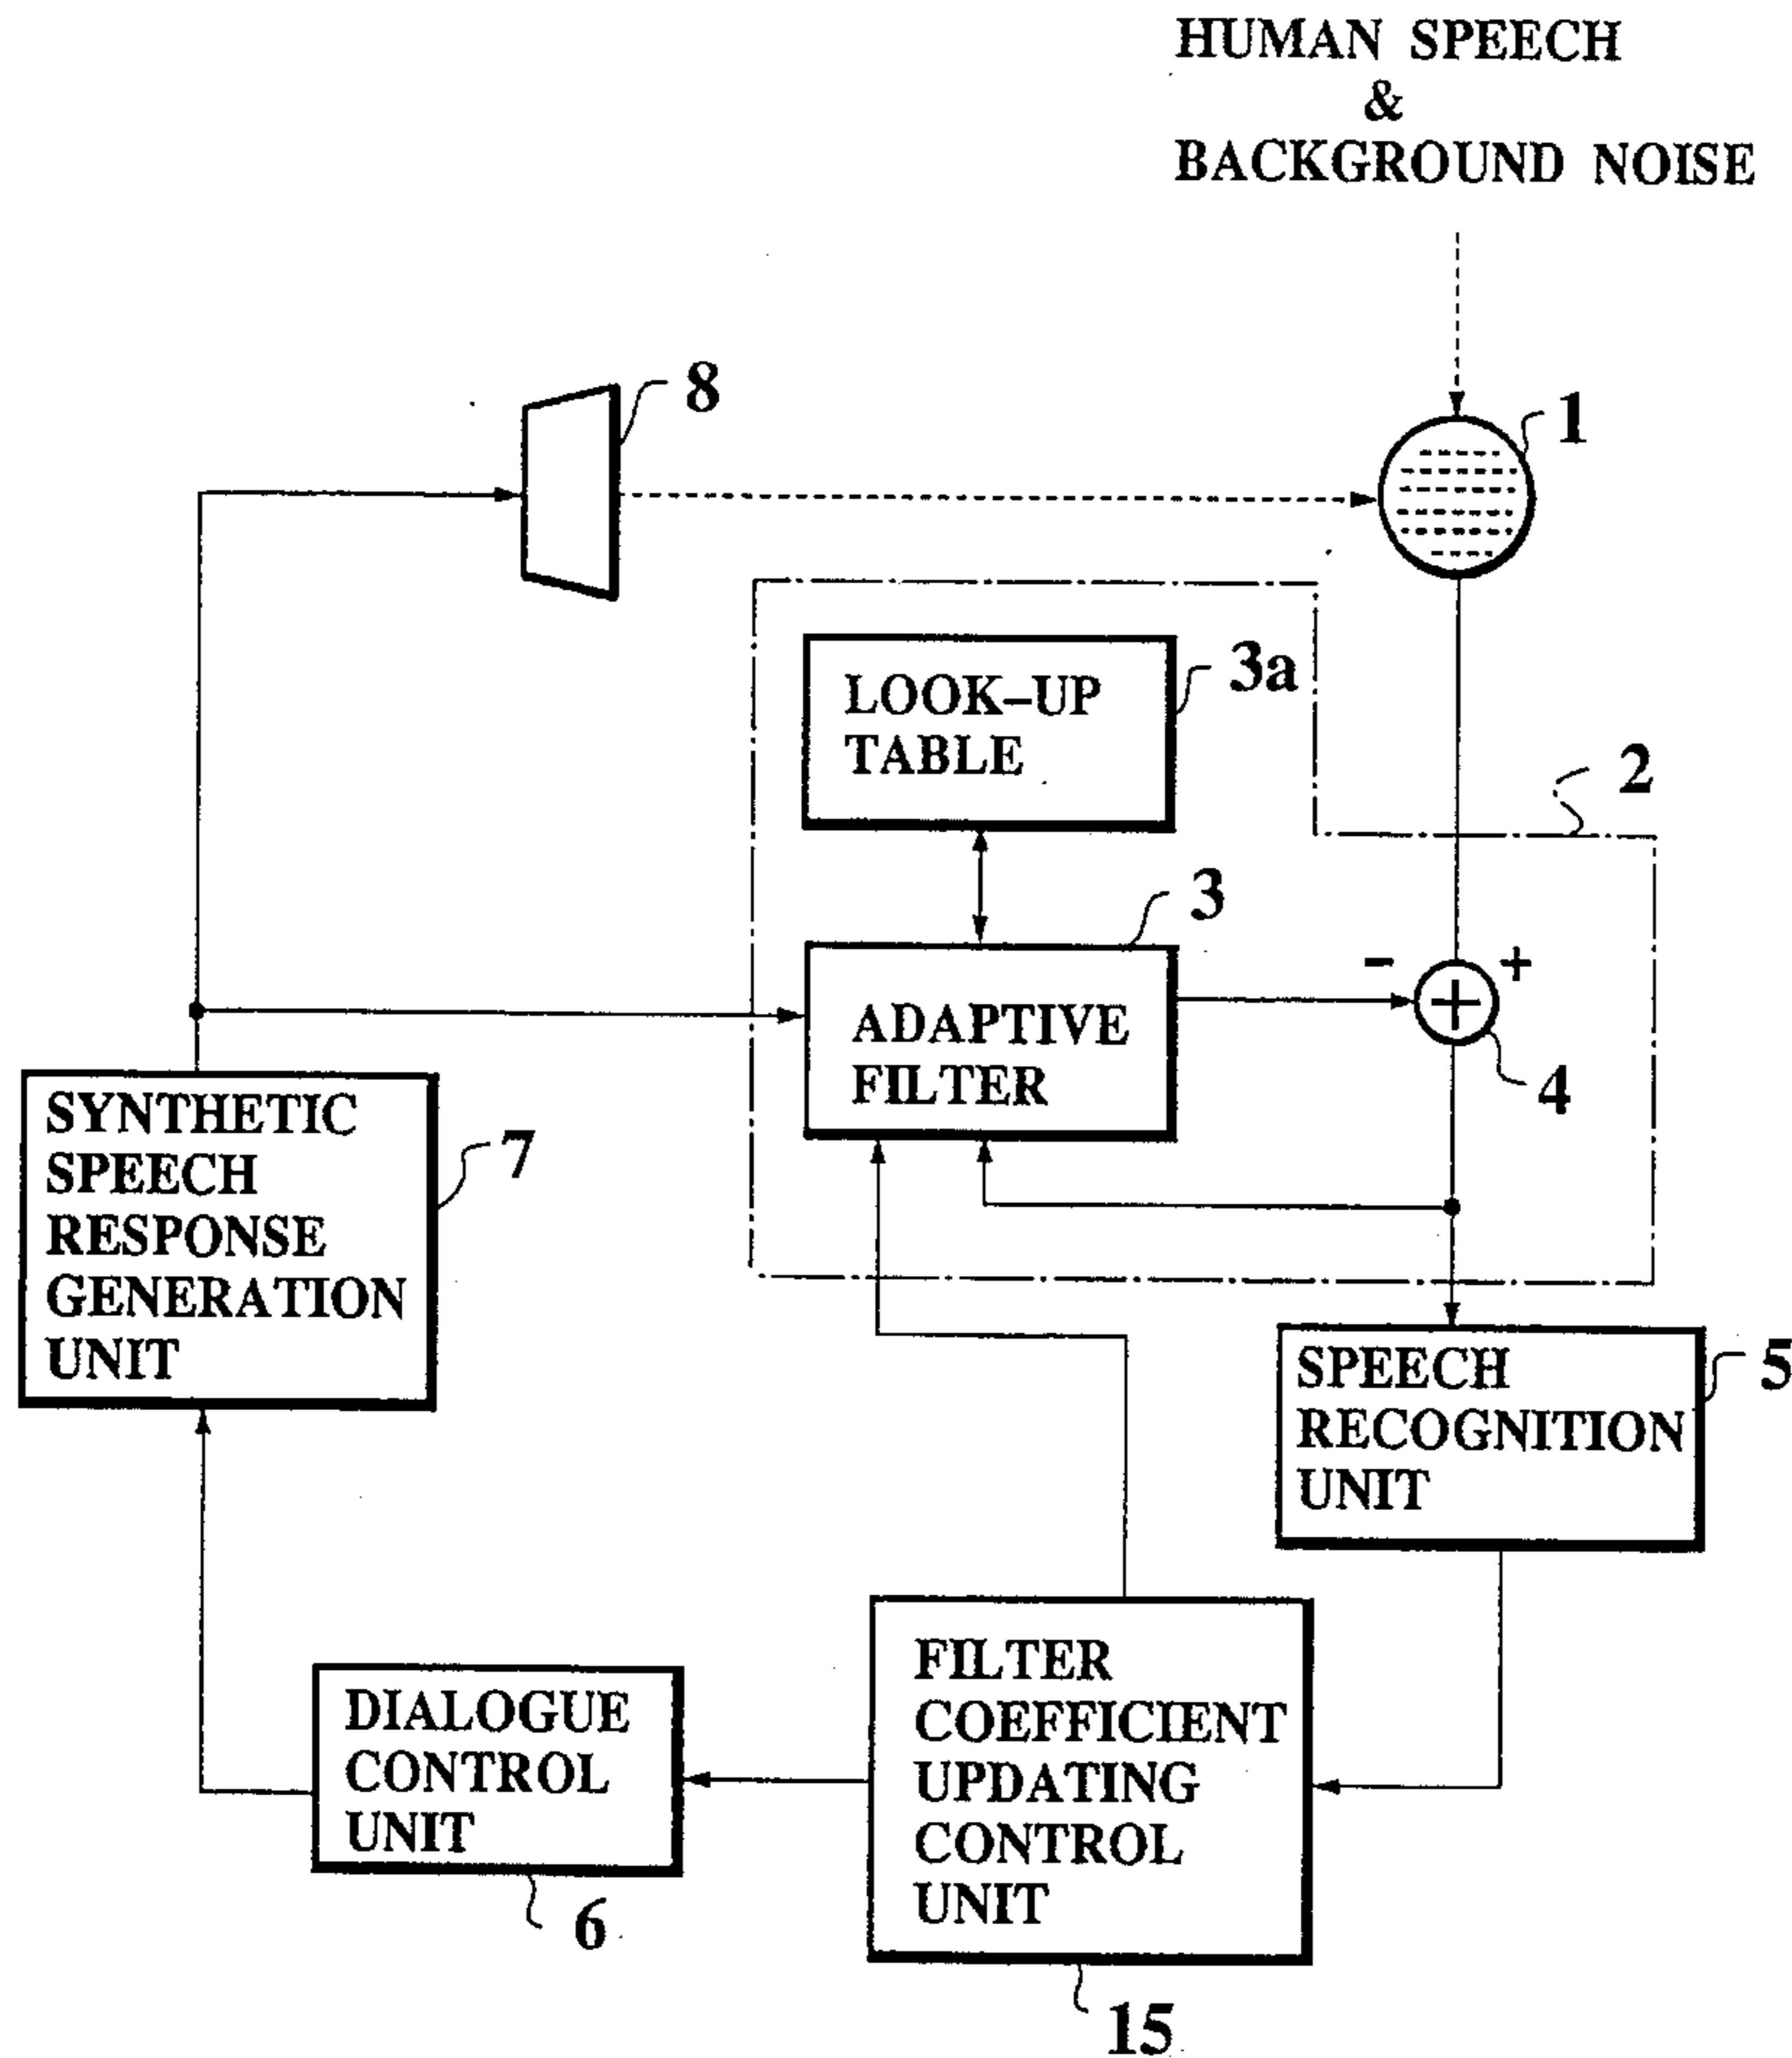 HUMAN SPEECH
&
BACKGROUND NOISE
8
1
LOOK-UP
TABLE
3a
2
3
- +
ADAPTIVE
FILTER
4
SYNTHETIC
SPEECH
RESPONSE
GENERATION
UNIT
7
SPEECH
RECOGNITION
UNIT
5
FILTER
COEFFICIENT
UPDATING
CONTROL
UNIT
DIALOGUE
CONTROL
UNIT
6
15